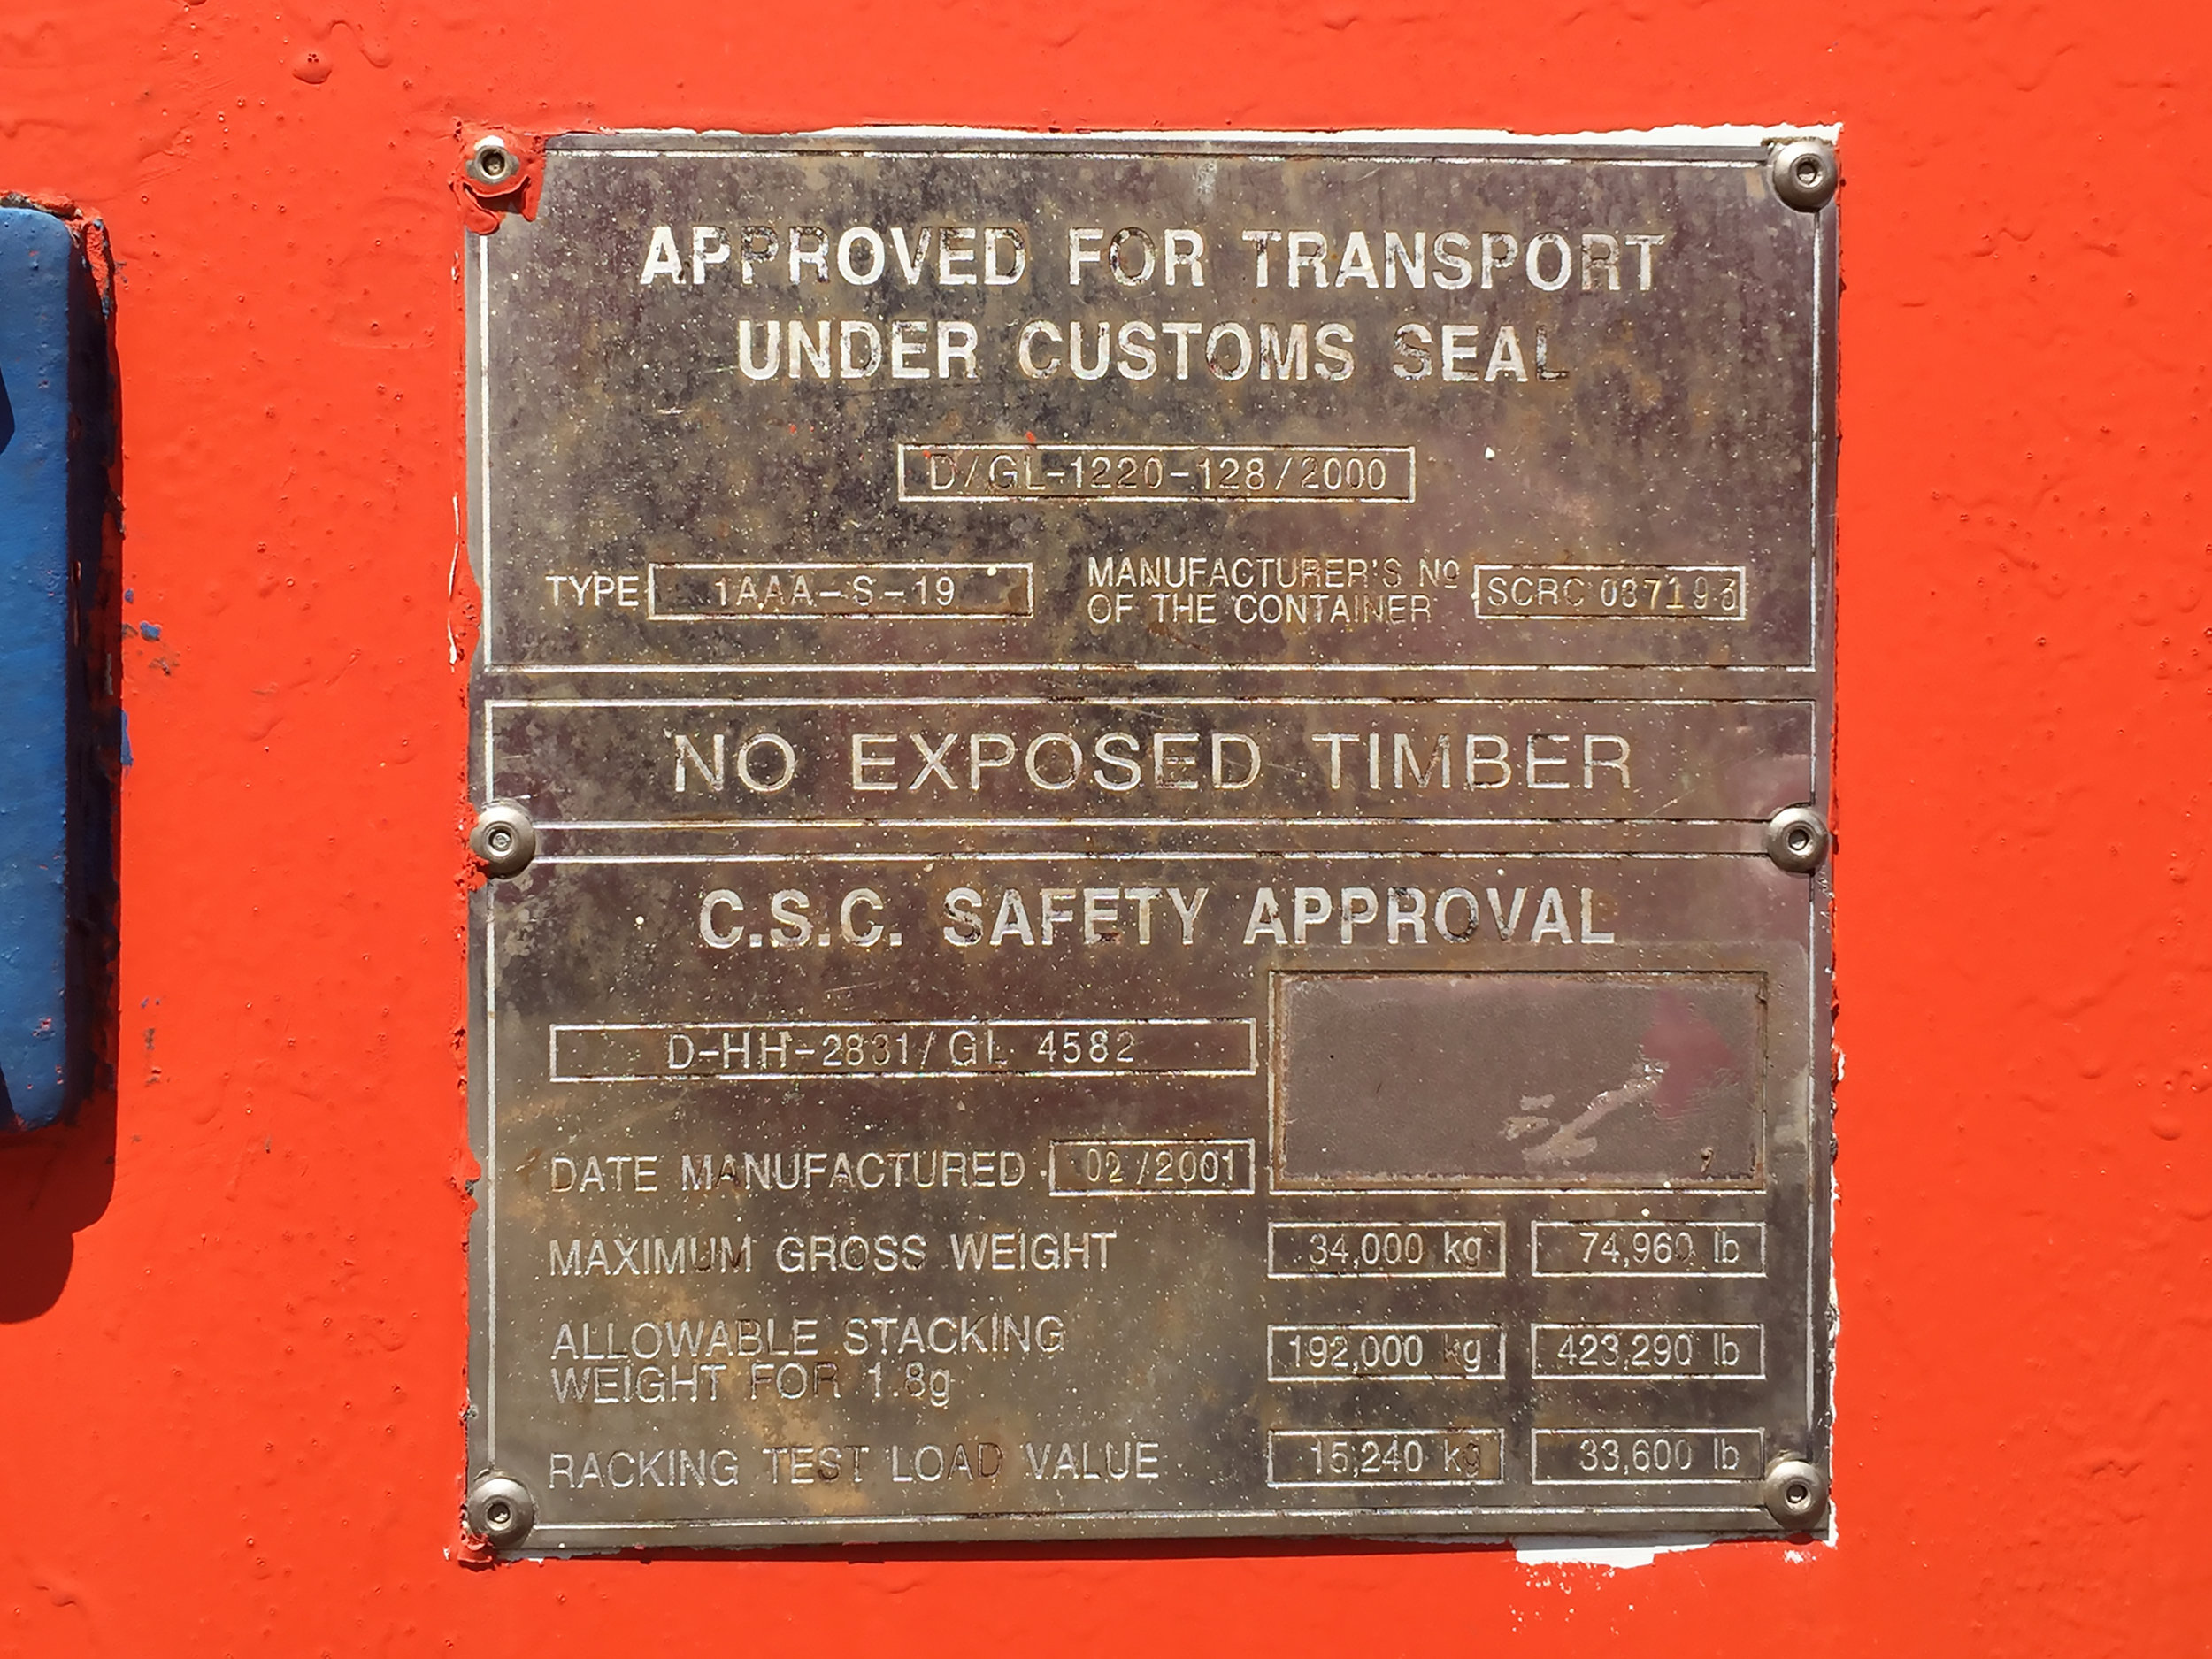 APPROVED FOR TRANSPORT
UNDER CUSTOMS SEAL
D/GL-1220-128/2000
TYPE 1AAA-S-19
MANUFACTURER'S Nº
OF THE CONTAINER
SCRC 037193
NO EXPOSED TIMBER
C.S.C. SAFETY APPROVAL
D-HH-2831/GL 4582
DATE MANUFACTURED 02/2001
MAXIMUM GROSS WEIGHT 34,000 kg 74,960 lb
ALLOWABLE STACKING
WEIGHT FOR 1.8g 192,000 kg 423,290 lb
RACKING TEST LOAD VALUE 15,240 kg 33,600 lb